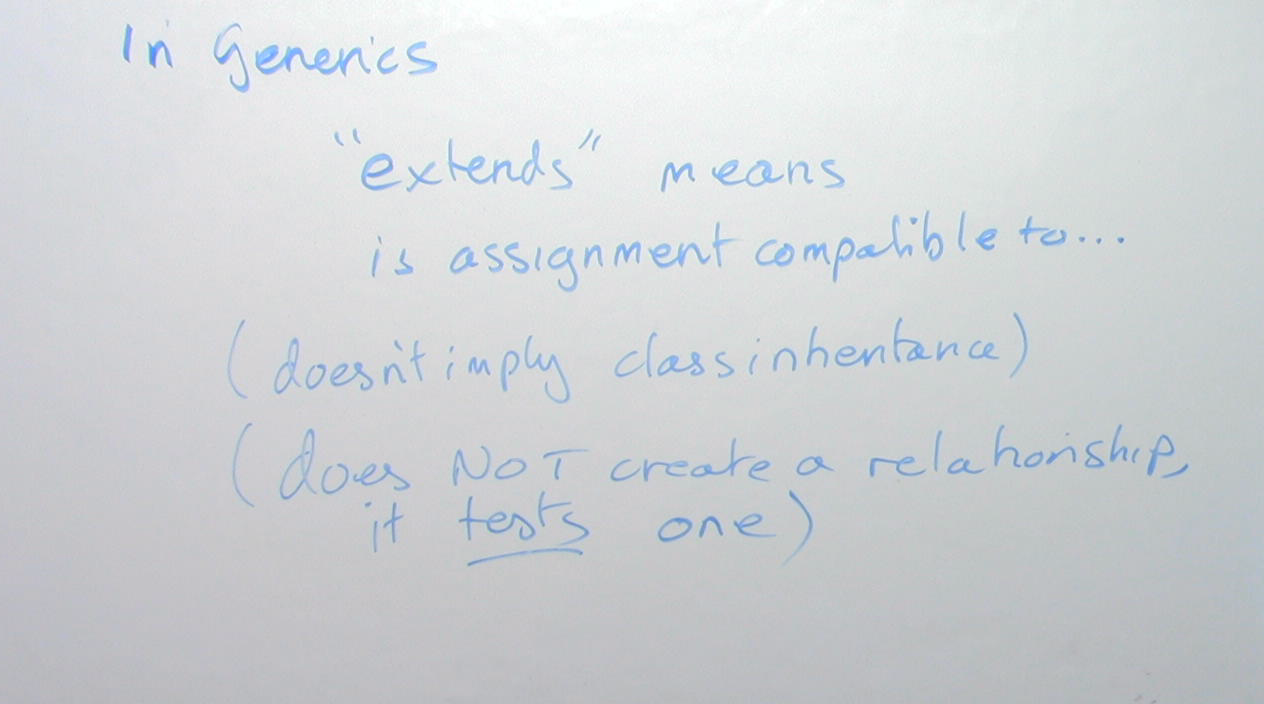 In Generics
"extends" means
is assignment compatible to...
(doesn't imply class inheritance)
(does NOT create a relationship,
it tests one)